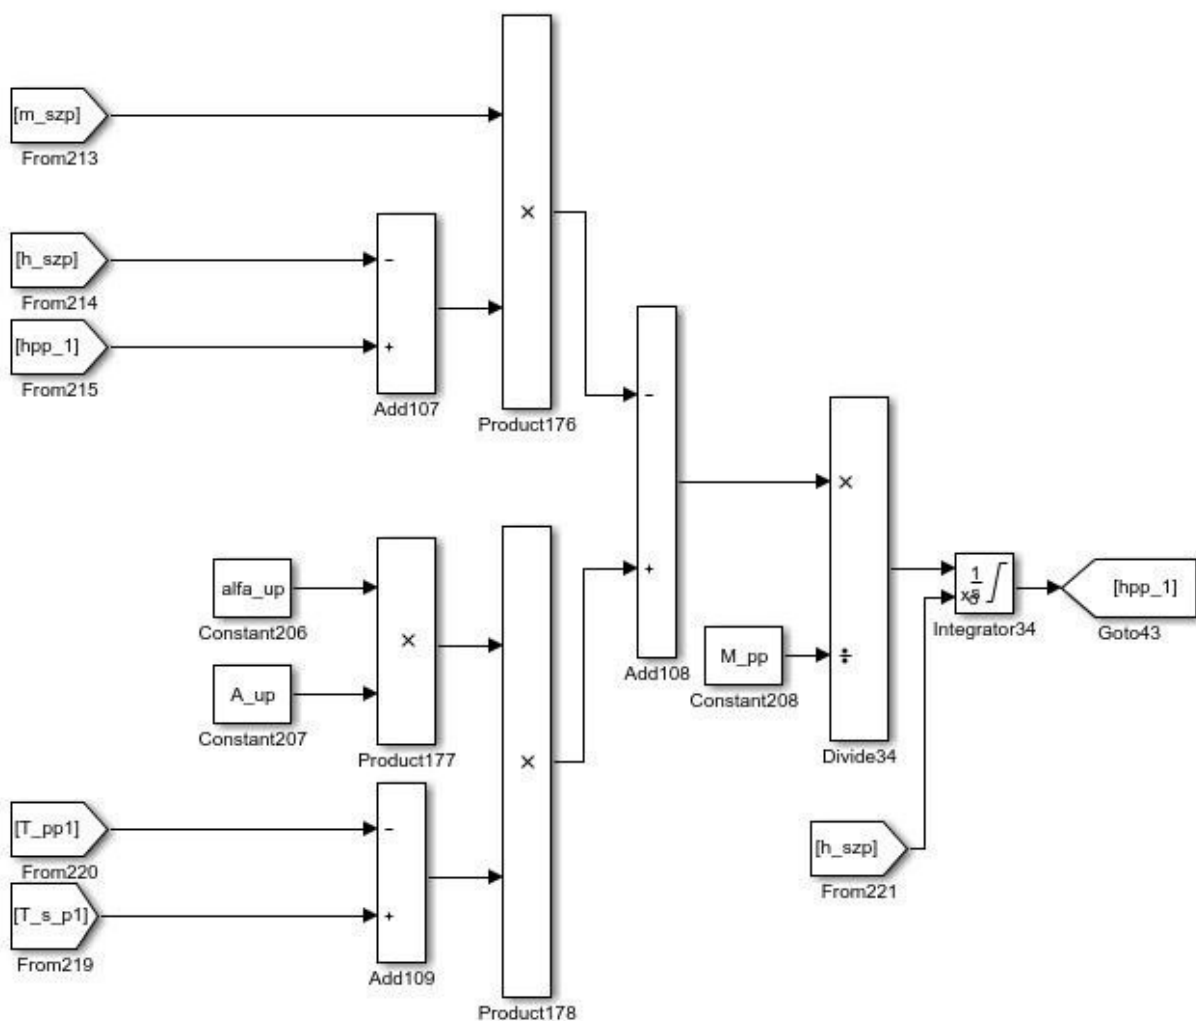 [m_szp]
From213
×
[h_szp]
−
From214
[hpp_1]
+
From215
Add107
Product176
−
×
alfa_up
Constant206
+
1
xs
o
[hpp_1]
Integrator34
Goto43
×
A_up
Constant207
M_pp
÷
Add108
Constant208
Product177
Divide34
×
[T_pp1]
−
From220
[h_szp]
From221
[T_s_p1]
+
From219
Add109
Product178